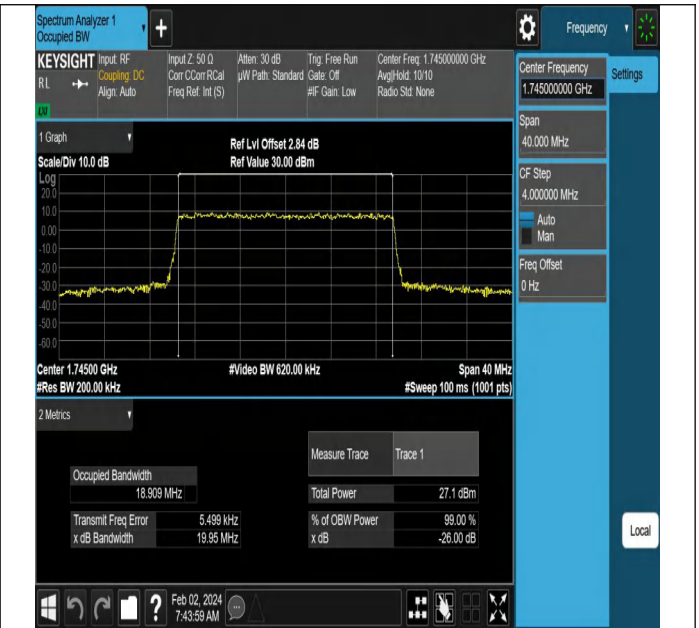 Spectrum Analyzer 1
Occupied BW
+
Frequency
KEYSIGHT
RL
LXI
Input: RF
Coupling: DC
Align: Auto
Input Z: 50 Ω
Corr CCorr RCal
Freq Ref: Int (S)
Atten: 30 dB
µW Path: Standard
Trig: Free Run
Gate: Off
#IF Gain: Low
Center Freq: 1.745000000 GHz
Avg|Hold: 10/10
Radio Std: None
Center Frequency
1.745000000 GHz
Settings
Span
40.000 MHz
CF Step
4.000000 MHz
Auto
Man
Freq Offset
0 Hz
1 Graph
Scale/Div 10.0 dB
Ref Lvl Offset 2.84 dB
Ref Value 30.00 dBm
Log
20.0
10.0
0.00
-10.0
-20.0
-30.0
-40.0
-50.0
-60.0
Center 1.74500 GHz
#Video BW 620.00 kHz
Span 40 MHz
#Res BW 200.00 kHz
#Sweep 100 ms (1001 pts)
2 Metrics
Measure Trace Trace 1
Occupied Bandwidth
18.909 MHz
Total Power 27.1 dBm
Transmit Freq Error 5.499 kHz
% of OBW Power 99.00 %
x dB Bandwidth 19.95 MHz
x dB -26.00 dB
Local
?
Feb 02, 2024
7:43:59 AM